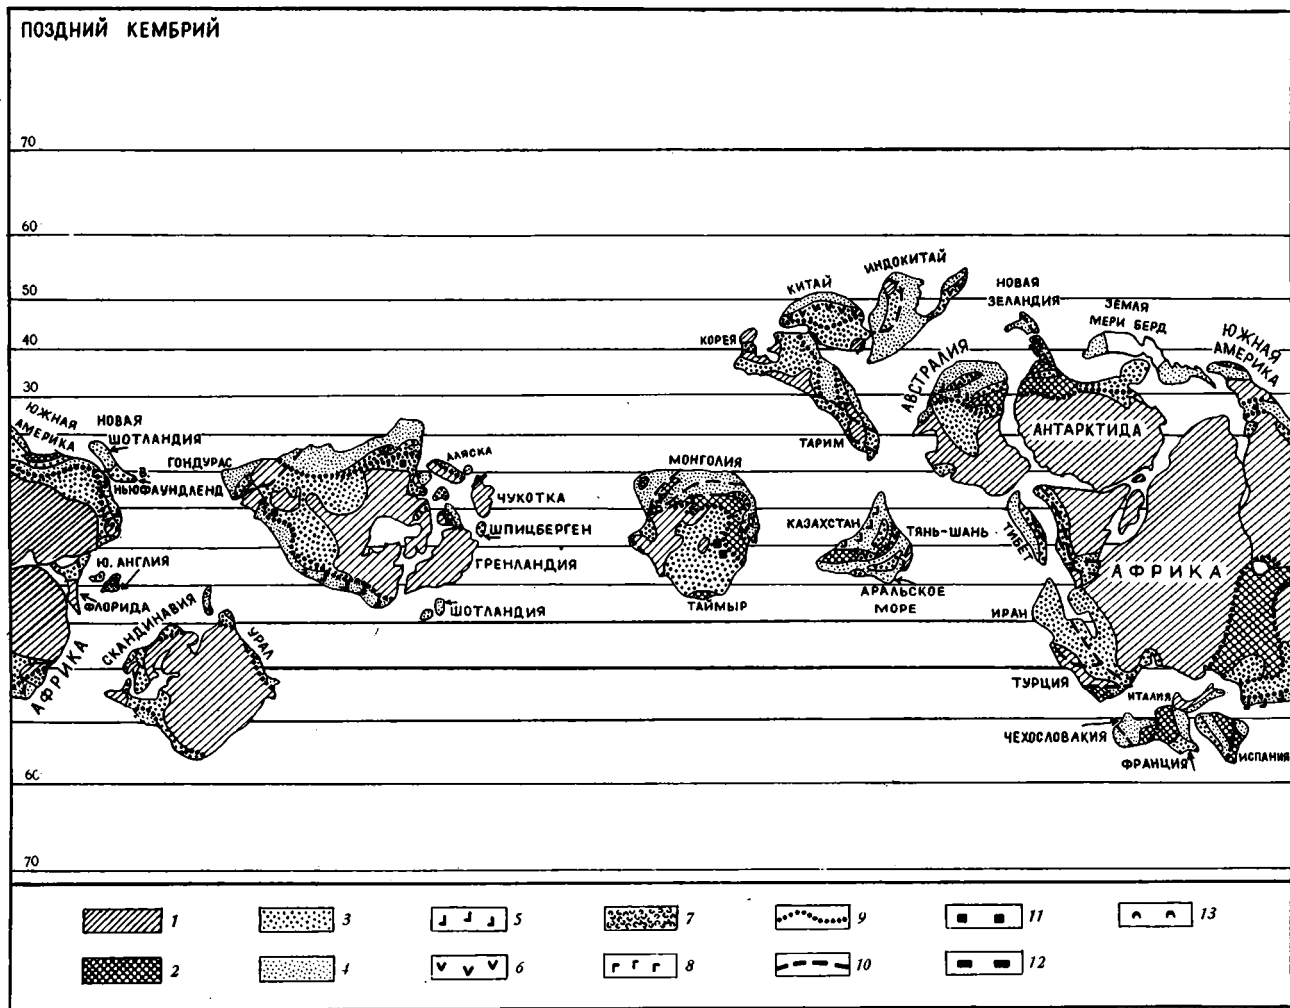 ПОЗДНИЙ КЕМБРИЙ
70
60
50
40
30
КИТАЙ
ИНДОКИТАЙ
НОВАЯ
ЗЕЛАНДИЯ
ЗЕМЛЯ
МЕРИ БЕРД
ЮЖНАЯ
АМЕРИКА
КОРЕЯ
АВСТРАЛИЯ
ТАРИМ
АНТАРКТИДА
ЮЖНАЯ
АМЕРИКА
НОВАЯ
ШОТЛАНДИЯ
В.
НЬЮФАУНДЛЕНД
ГОНДУРАС
АЛЯСКА
ЧУКОТКА
ШПИЦБЕРГЕН
ГРЕНЛАНДИЯ
ШОТЛАНДИЯ
МОНГОЛИЯ
ТАЙМЫР
КАЗАХСТАН
ТЯНЬ-ШАНЬ
АРАЛЬСКОЕ
МОРЕ
ТИБЕТ
АФРИКА
ИРАН
ТУРЦИЯ
Ю. АНГЛИЯ
ФЛОРИДА
СКАНДИНАВИЯ
УРАЛ
АФРИКА
ИТАЛИЯ
ЧЕХОСЛОВАКИЯ
ФРАНЦИЯ
ИСПАНИЯ
60
70
1 3 5 7 9 11 13
2 4 6 8 10 12